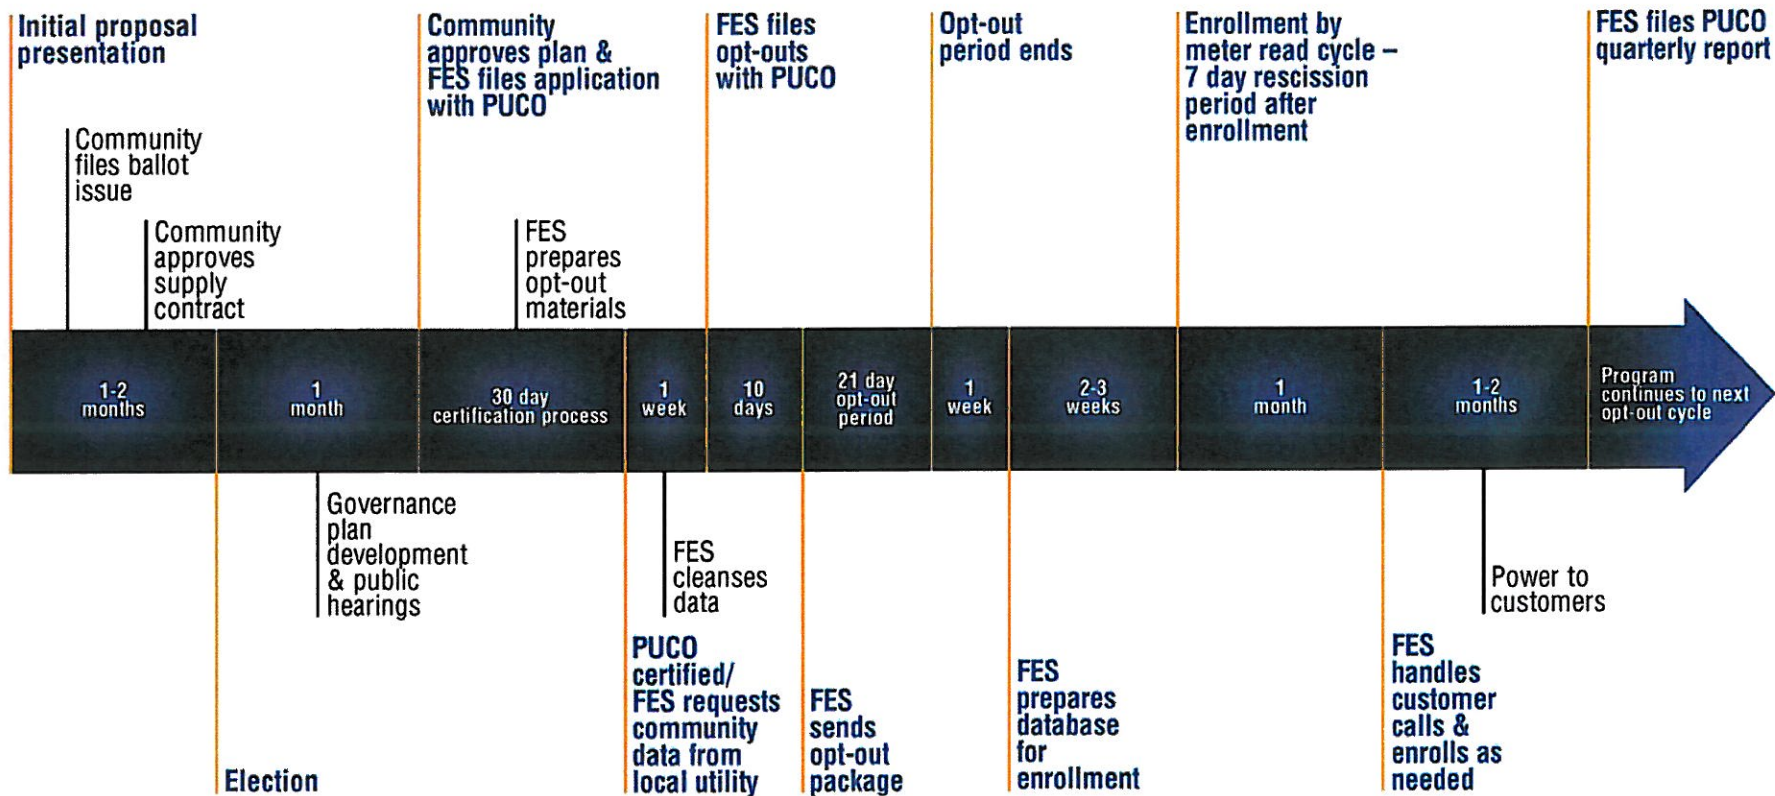 Initial proposal
presentation
Community
approves plan &
FES files application
with PUCO
FES files
opt-outs
with PUCO
Opt-out
period ends
Enrollment by
meter read cycle –
7 day rescission
period after
enrollment
FES files PUCO
quarterly report
Community
files ballot
issue
Community
approves
supply
contract
FES
prepares
opt-out
materials
1-2
months
1
month
30 day
certification process
1
week
10
days
21 day
opt-out
period
1
week
2-3
weeks
1
month
1-2
months
Program
continues to next
opt-out cycle
Governance
plan
development
& public
hearings
FES
cleanses
data
Power to
customers
Election
PUCO
certified/
FES requests
community
data from
local utility
FES
sends
opt-out
package
FES
prepares
database
for
enrollment
FES
handles
customer
calls &
enrolls as
needed